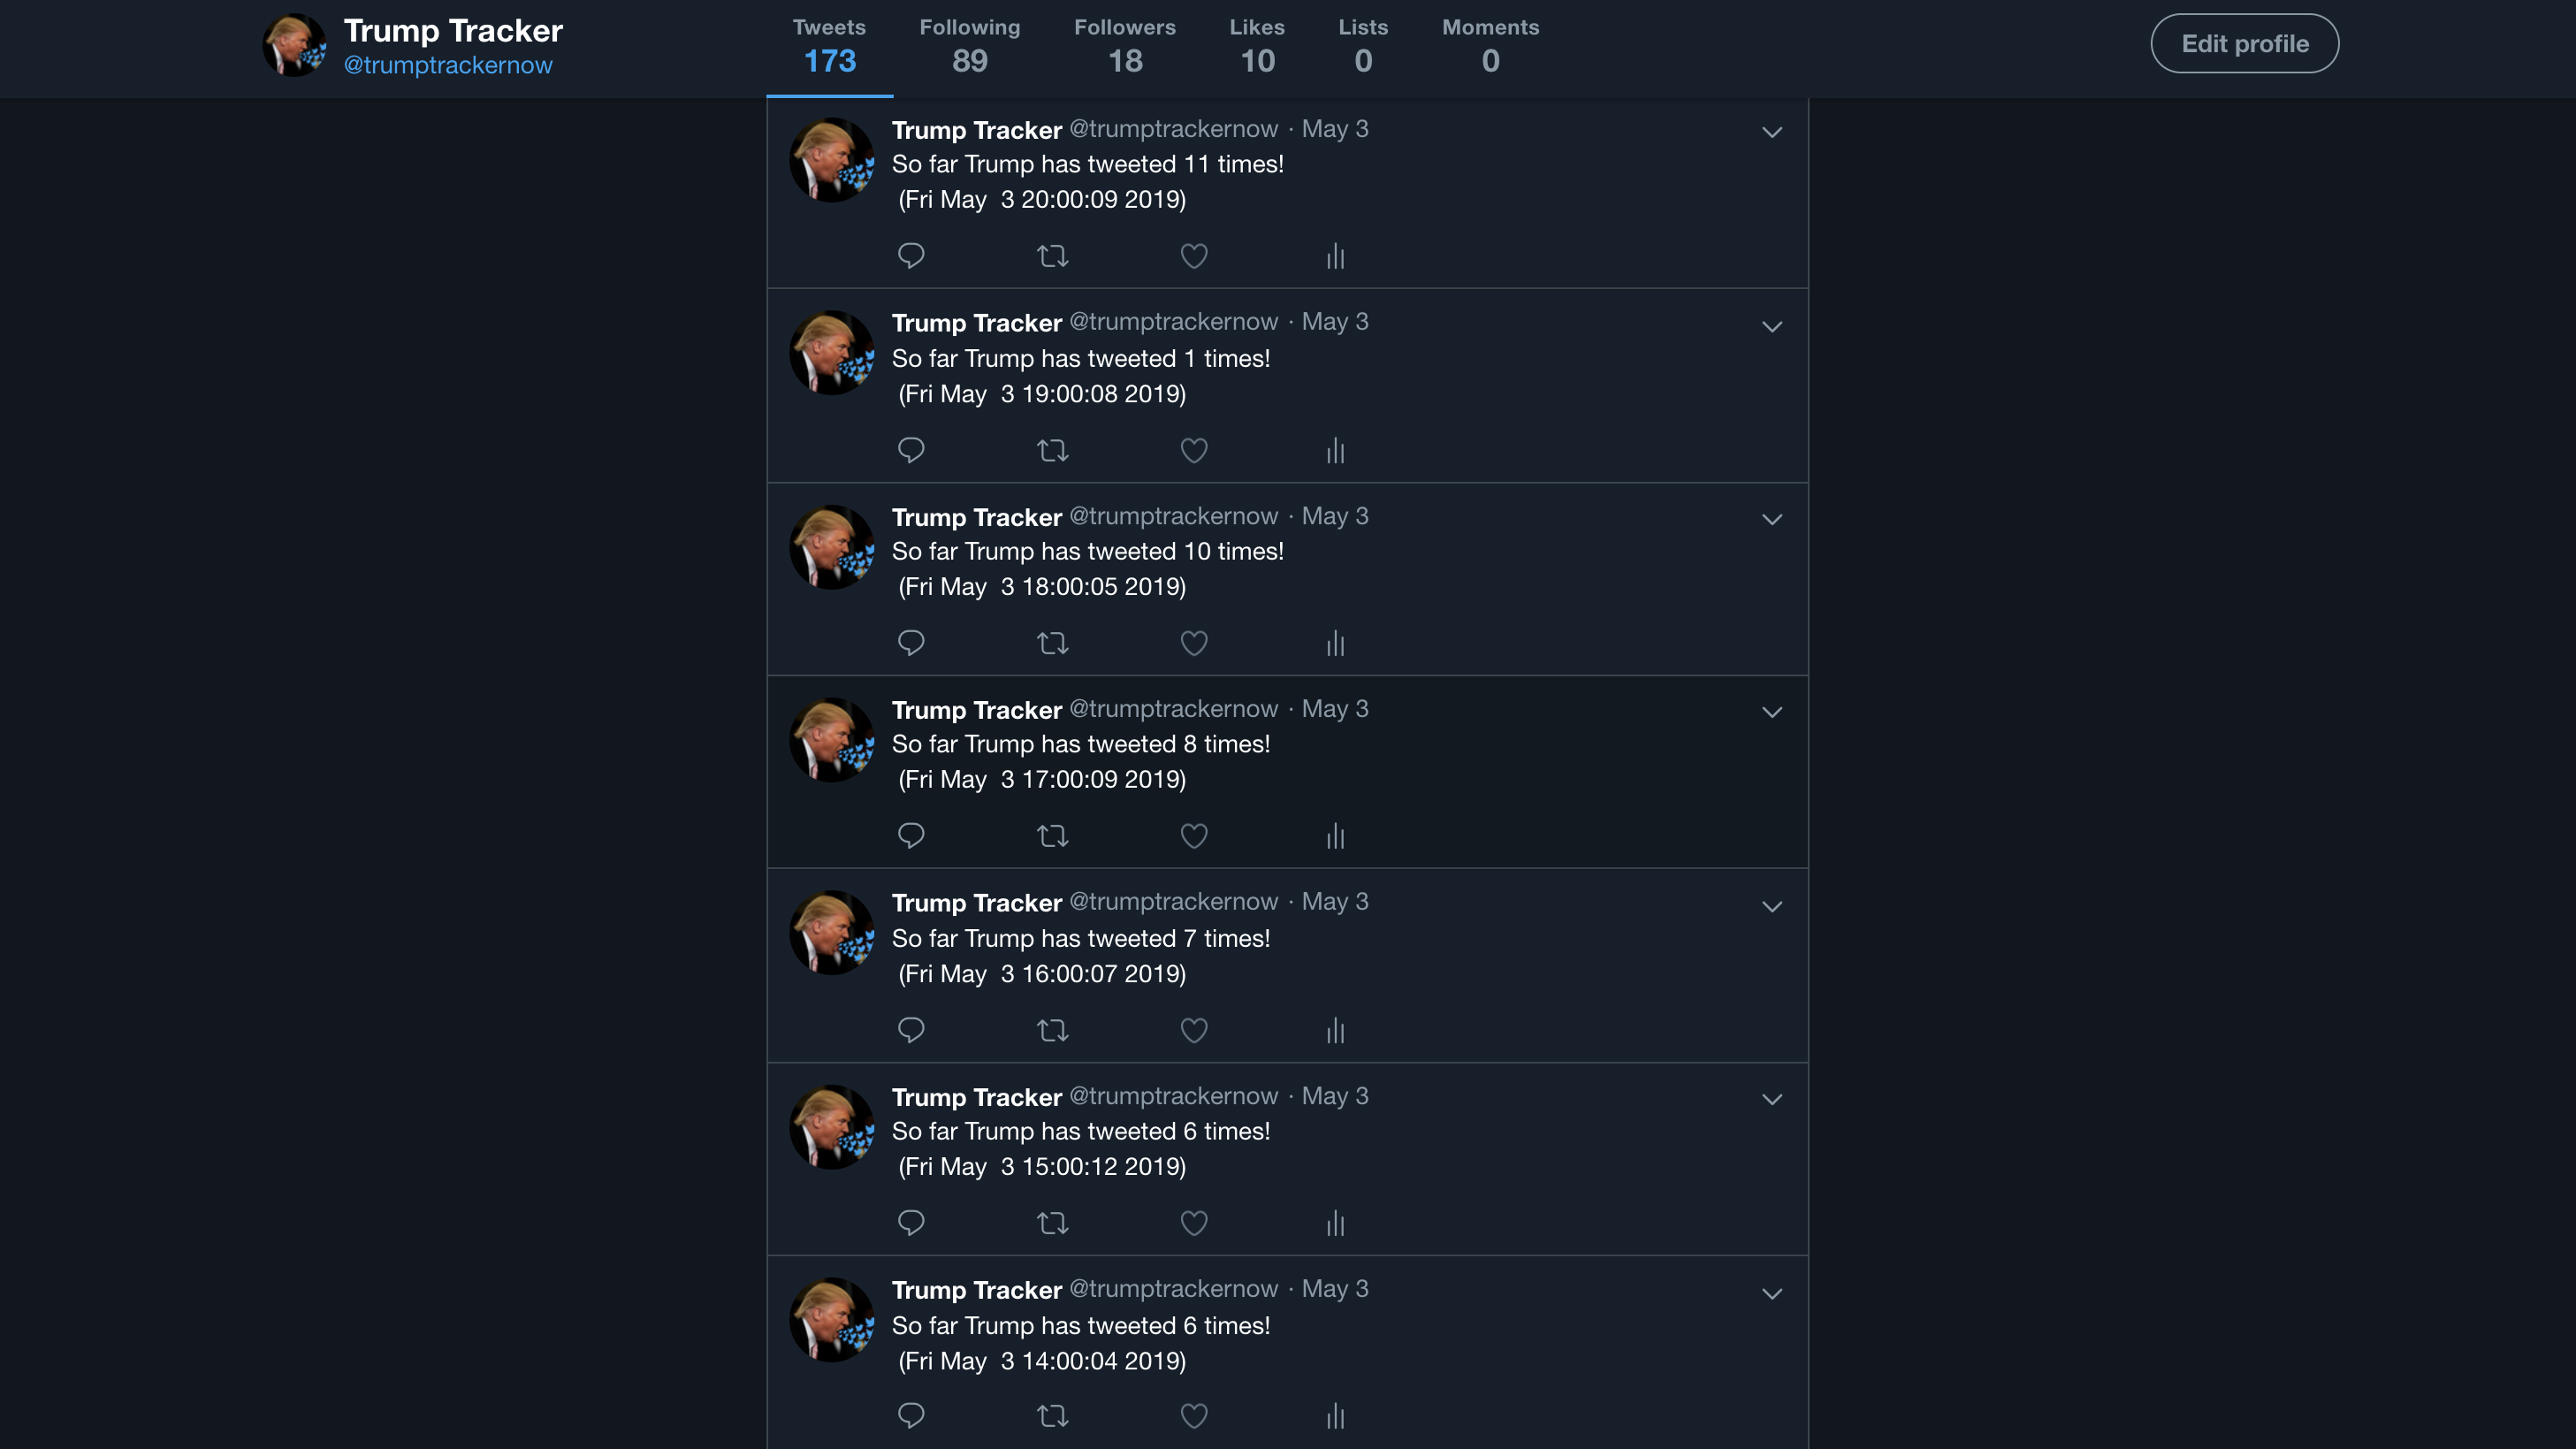 Trump Tracker
@trumptrackernow
Tweets Following Followers Likes Lists Moments
173 89 18 10 0 0
Edit profile
Trump Tracker @trumptrackernow · May 3
So far Trump has tweeted 11 times!
(Fri May  3 20:00:09 2019)
Trump Tracker @trumptrackernow · May 3
So far Trump has tweeted 1 times!
(Fri May  3 19:00:08 2019)
Trump Tracker @trumptrackernow · May 3
So far Trump has tweeted 10 times!
(Fri May  3 18:00:05 2019)
Trump Tracker @trumptrackernow · May 3
So far Trump has tweeted 8 times!
(Fri May  3 17:00:09 2019)
Trump Tracker @trumptrackernow · May 3
So far Trump has tweeted 7 times!
(Fri May  3 16:00:07 2019)
Trump Tracker @trumptrackernow · May 3
So far Trump has tweeted 6 times!
(Fri May  3 15:00:12 2019)
Trump Tracker @trumptrackernow · May 3
So far Trump has tweeted 6 times!
(Fri May  3 14:00:04 2019)